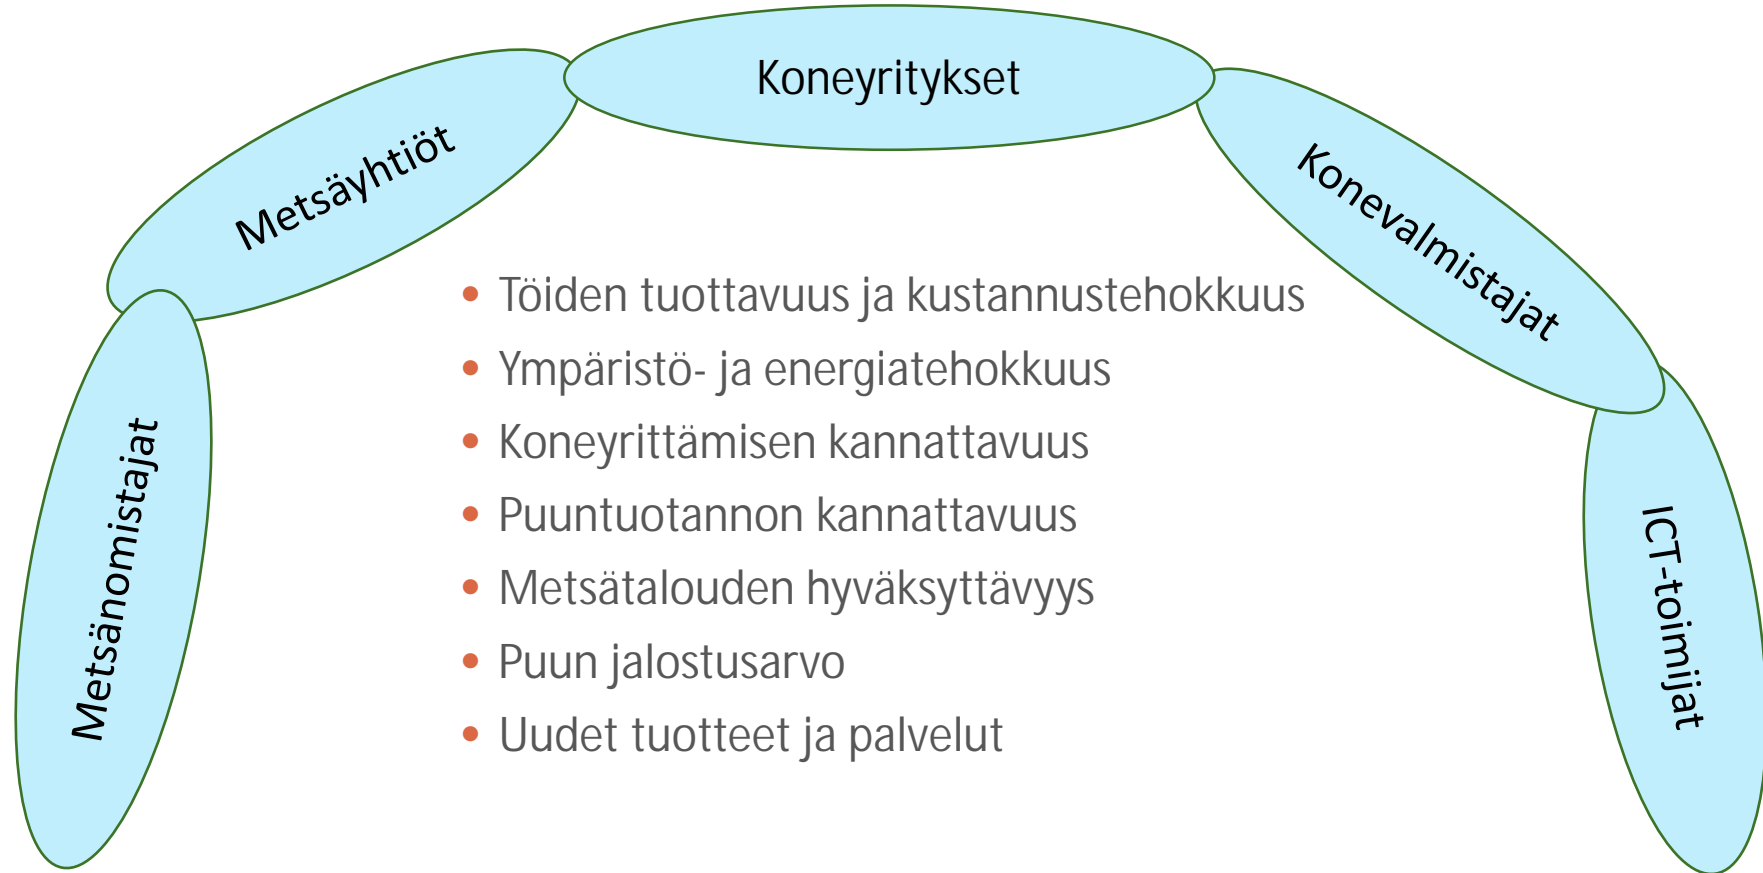 Koneyritykset
Metsäyhtiöt
Konevalmistajat
Metsänomistajat
ICT-toimijat
• Töiden tuottavuus ja kustannustehokkuus
• Ympäristö- ja energiatehokkuus
• Koneyrittämisen kannattavuus
• Puuntuotannon kannattavuus
• Metsätalouden hyväksyttävyys
• Puun jalostusarvo
• Uudet tuotteet ja palvelut